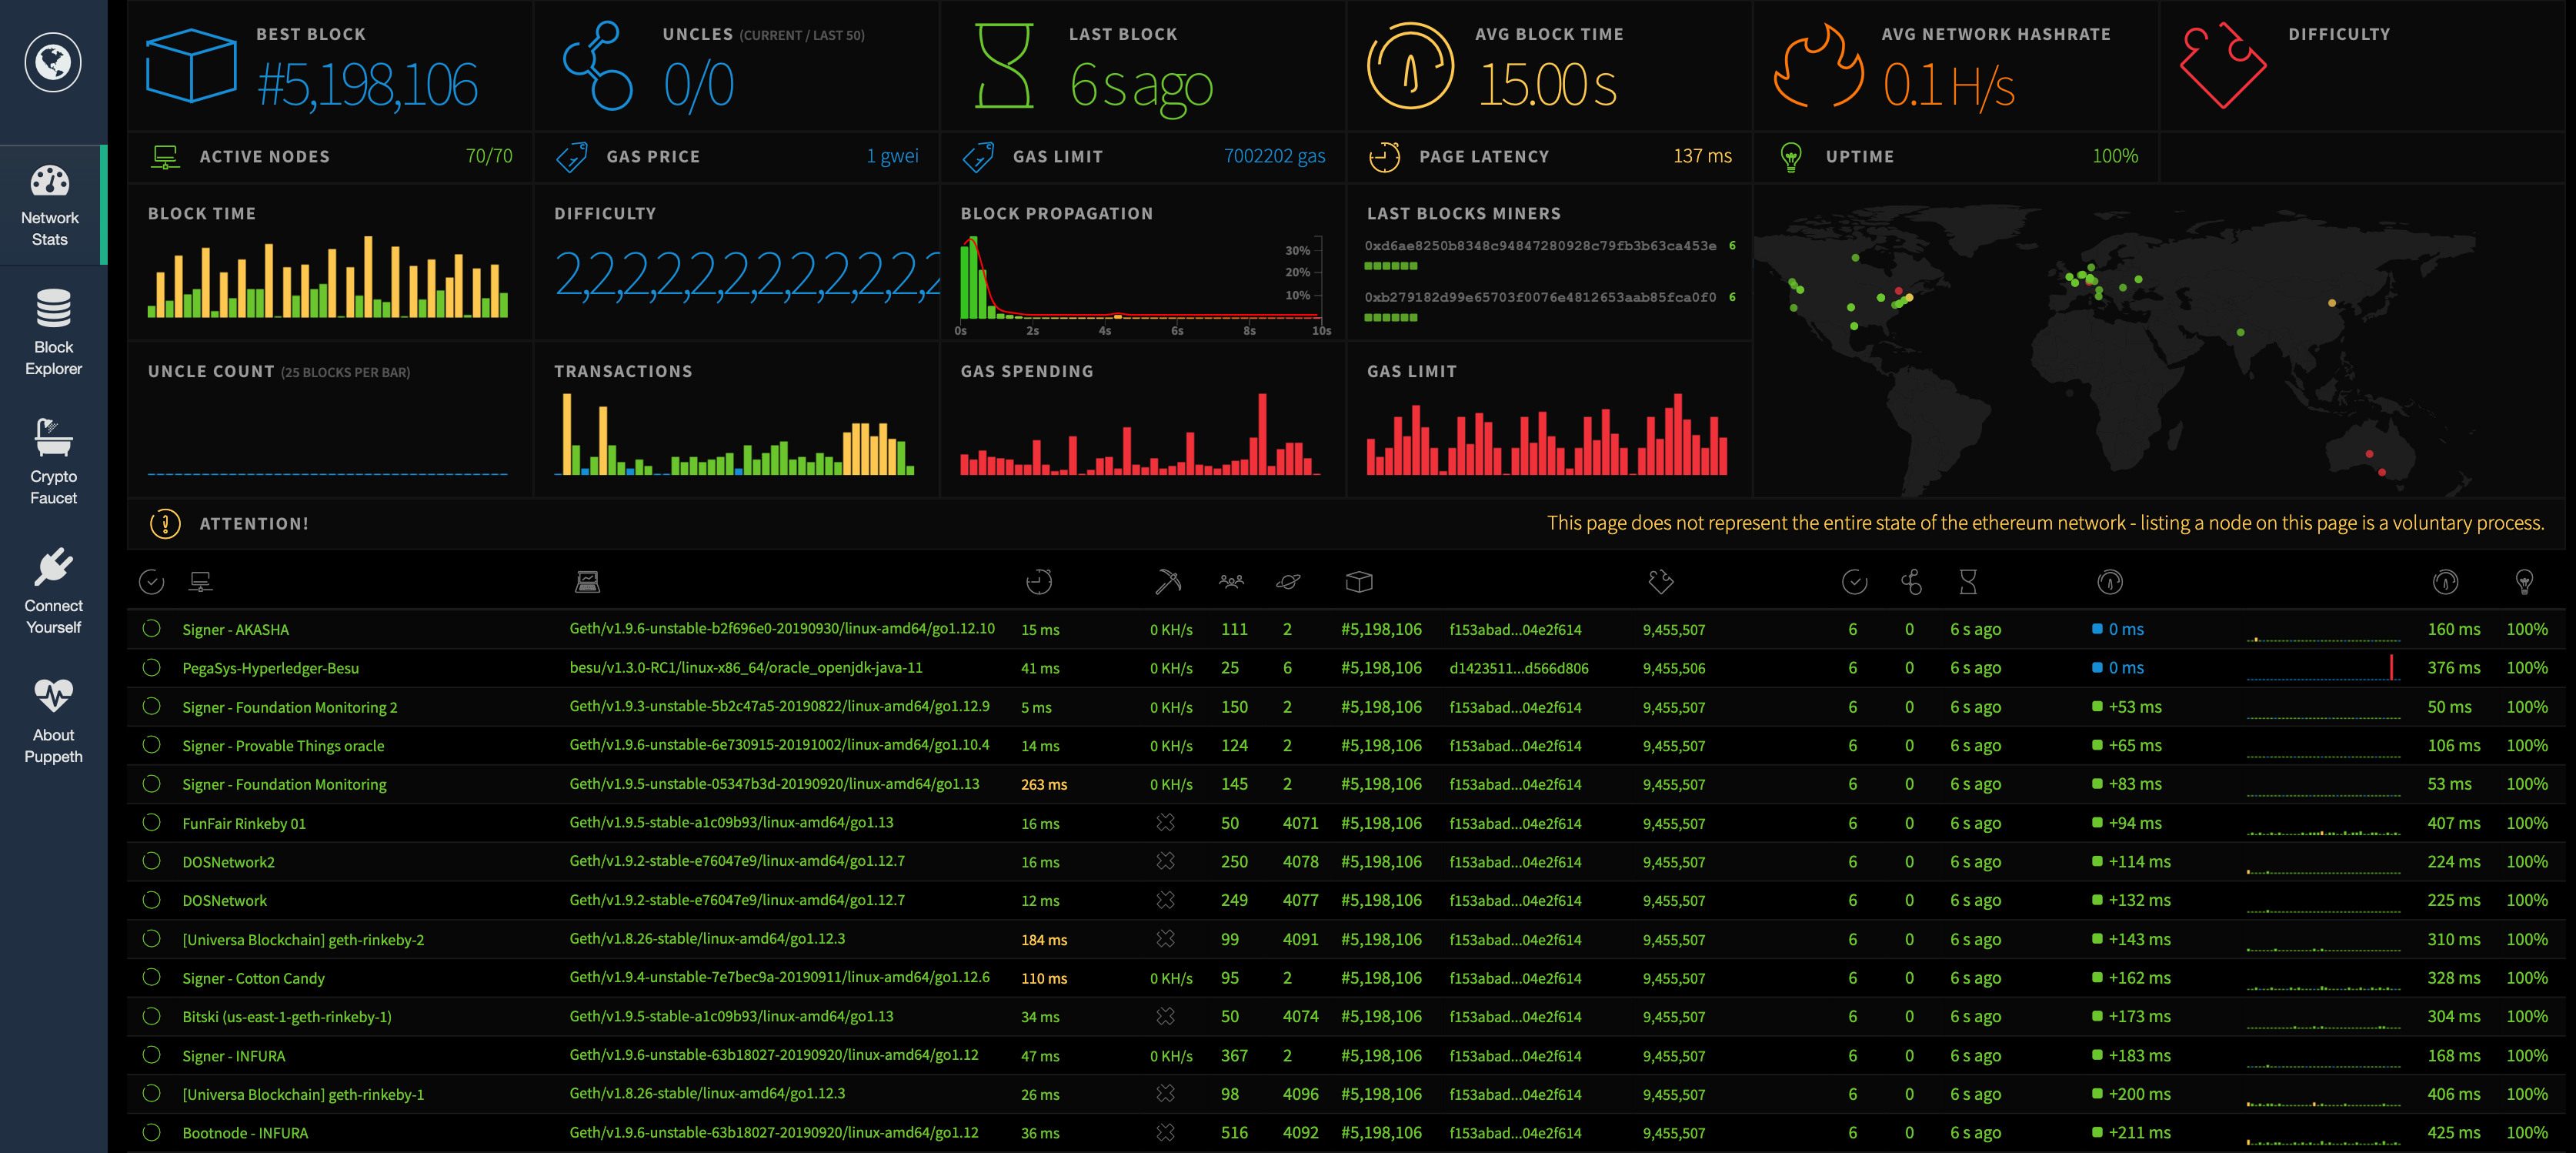 BEST BLOCK
#5,198,106
UNCLES (CURRENT / LAST 50)
0/0
LAST BLOCK
6 s ago
AVG BLOCK TIME
15.00 s
AVG NETWORK HASHRATE
0.1 H/s
DIFFICULTY
ACTIVE NODES 70/70
GAS PRICE 1 gwei
GAS LIMIT 7002202 gas
PAGE LATENCY 137 ms
UPTIME 100%
Network
Stats
Block
Explorer
Crypto
Faucet
Connect
Yourself
About
Puppeth
BLOCK TIME
DIFFICULTY
2,2,2,2,2,2,2,2,2,2,2,2
BLOCK PROPAGATION
30%
20%
10%
0s 2s 4s 6s 8s 10s
LAST BLOCKS MINERS
0xd6ae8250b8348c94847280928c79fb3b63ca453e 6
0xb279182d99e65703f0076e4812653aab85fca0f0 6
UNCLE COUNT (25 BLOCKS PER BAR)
TRANSACTIONS
GAS SPENDING
GAS LIMIT
ATTENTION!
This page does not represent the entire state of the ethereum network - listing a node on this page is a voluntary process.
Signer - AKASHA Geth/v1.9.6-unstable-b2f696e0-20190930/linux-amd64/go1.12.10 15 ms 0 KH/s 111 2 #5,198,106 f153abad...04e2f614 9,455,507 6 0 6 s ago 0 ms 160 ms 100%
PegaSys-Hyperledger-Besu besu/v1.3.0-RC1/linux-x86_64/oracle_openjdk-java-11 41 ms 0 KH/s 25 6 #5,198,106 d1423511...d566d806 9,455,506 6 0 6 s ago 0 ms 376 ms 100%
Signer - Foundation Monitoring 2 Geth/v1.9.3-unstable-5b2c47a5-20190822/linux-amd64/go1.12.9 5 ms 0 KH/s 150 2 #5,198,106 f153abad...04e2f614 9,455,507 6 0 6 s ago +53 ms 50 ms 100%
Signer - Provable Things oracle Geth/v1.9.6-unstable-6e730915-20191002/linux-amd64/go1.10.4 14 ms 0 KH/s 124 2 #5,198,106 f153abad...04e2f614 9,455,507 6 0 6 s ago +65 ms 106 ms 100%
Signer - Foundation Monitoring Geth/v1.9.5-unstable-05347b3d-20190920/linux-amd64/go1.13 263 ms 0 KH/s 145 2 #5,198,106 f153abad...04e2f614 9,455,507 6 0 6 s ago +83 ms 53 ms 100%
FunFair Rinkeby 01 Geth/v1.9.5-stable-a1c09b93/linux-amd64/go1.13 16 ms 50 4071 #5,198,106 f153abad...04e2f614 9,455,507 6 0 6 s ago +94 ms 407 ms 100%
DOSNetwork2 Geth/v1.9.2-stable-e76047e9/linux-amd64/go1.12.7 16 ms 250 4078 #5,198,106 f153abad...04e2f614 9,455,507 6 0 6 s ago +114 ms 224 ms 100%
DOSNetwork Geth/v1.9.2-stable-e76047e9/linux-amd64/go1.12.7 12 ms 249 4077 #5,198,106 f153abad...04e2f614 9,455,507 6 0 6 s ago +132 ms 225 ms 100%
[Universa Blockchain] geth-rinkeby-2 Geth/v1.8.26-stable/linux-amd64/go1.12.3 184 ms 99 4091 #5,198,106 f153abad...04e2f614 9,455,507 6 0 6 s ago +143 ms 310 ms 100%
Signer - Cotton Candy Geth/v1.9.4-unstable-7e7bec9a-20190911/linux-amd64/go1.12.6 110 ms 0 KH/s 95 2 #5,198,106 f153abad...04e2f614 9,455,507 6 0 6 s ago +162 ms 328 ms 100%
Bitski (us-east-1-geth-rinkeby-1) Geth/v1.9.5-stable-a1c09b93/linux-amd64/go1.13 34 ms 50 4074 #5,198,106 f153abad...04e2f614 9,455,507 6 0 6 s ago +173 ms 304 ms 100%
Signer - INFURA Geth/v1.9.6-unstable-63b18027-20190920/linux-amd64/go1.12 47 ms 0 KH/s 367 2 #5,198,106 f153abad...04e2f614 9,455,507 6 0 6 s ago +183 ms 168 ms 100%
[Universa Blockchain] geth-rinkeby-1 Geth/v1.8.26-stable/linux-amd64/go1.12.3 26 ms 98 4096 #5,198,106 f153abad...04e2f614 9,455,507 6 0 6 s ago +200 ms 406 ms 100%
Bootnode - INFURA Geth/v1.9.6-unstable-63b18027-20190920/linux-amd64/go1.12 36 ms 516 4092 #5,198,106 f153abad...04e2f614 9,455,507 6 0 6 s ago +211 ms 425 ms 100%